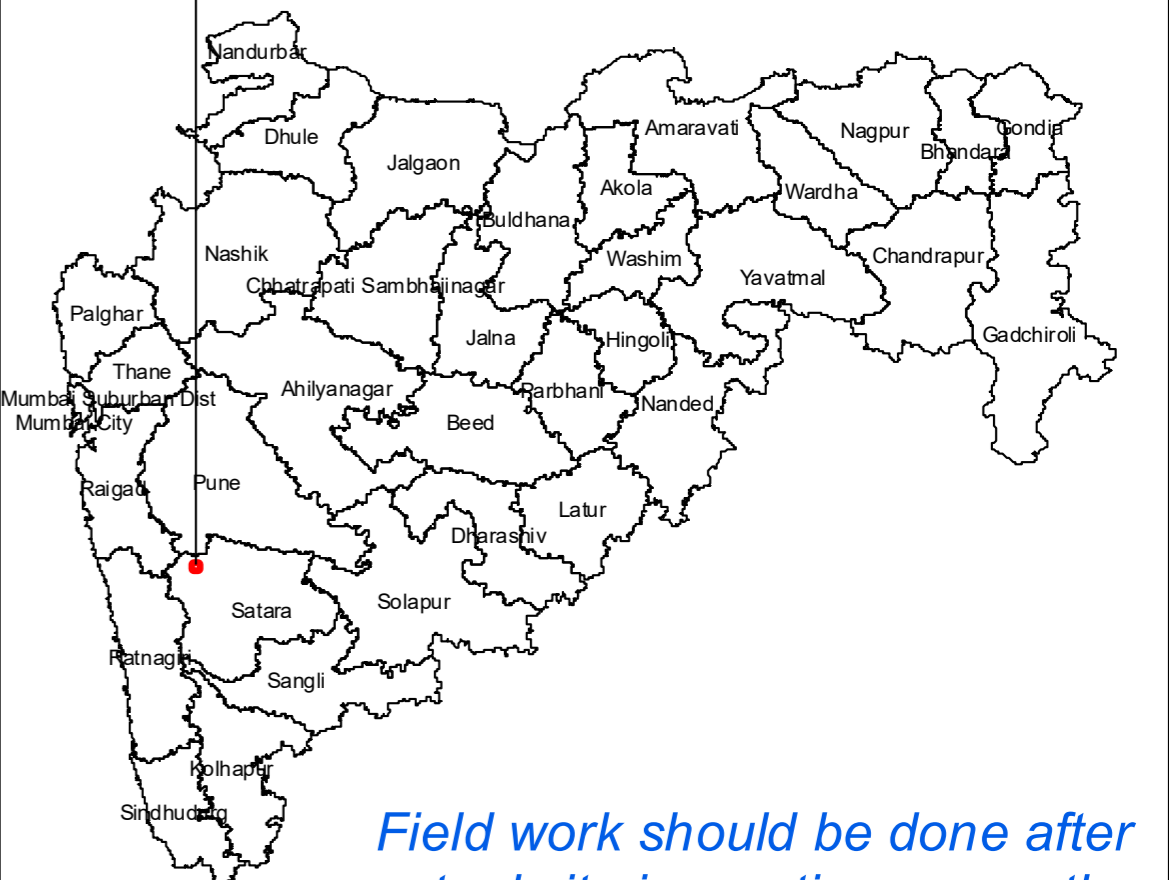 Nandurbar
Dhule
Jalgaon
Amaravati
Nagpur
Gondia
Bhandara
Akola
Wardha
Buldhana
Nashik
Washim
Chandrapur
Chhatrapati Sambhajinagar
Yavatmal
Palghar
Jalna
Hingoli
Gadchiroli
Thane
Ahilyanagar
Parbhani
Mumbai Suburban Dist
Nanded
Mumbai City
Beed
Raigad
Pune
Latur
Dharashiv
Solapur
Satara
Ratnagiri
Sangli
Kolhapur
Sindhudurg
Field work should be done after